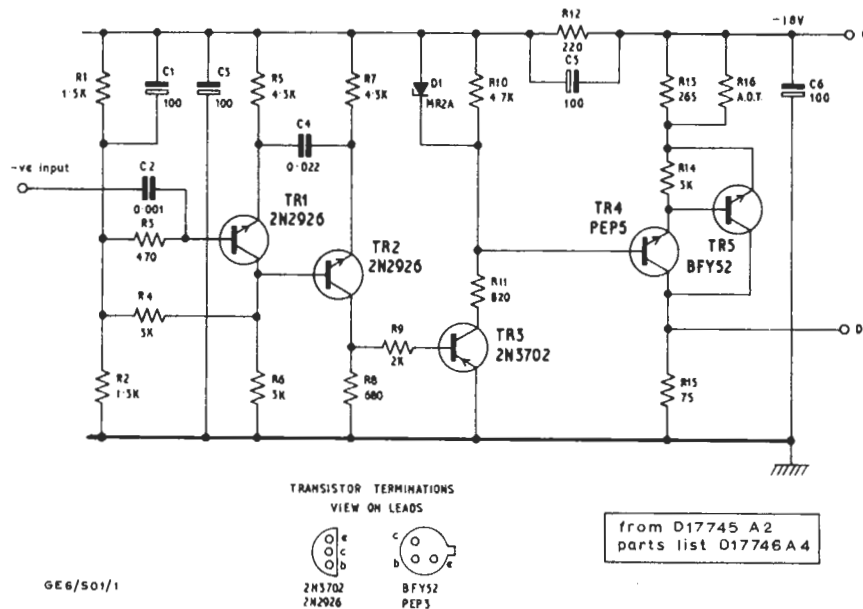 R12
-18V
220
R1
1·5K
C1
100
C3
100
R5
4·3K
R7
4·3K
D1
MR2A
R10
4·7K
C5
100
R13
265
R16
A.O.T.
C6
100
C4
0·022
-ve input
C2
0·001
R14
3K
TR1
2N2926
TR4
PEP5
TR5
BFY52
R3
470
TR2
2N2926
R11
820
R4
3K
D
R9
2K
TR3
2N3702
R2
1·3K
R6
3K
R8
680
R15
75
TRANSISTOR TERMINATIONS
VIEW ON LEADS
e
c
b
c
b
e
from D17745 A2
parts list D17746 A4
2N3702
2N2926
BFY52
PEP5
GE6/S01/1